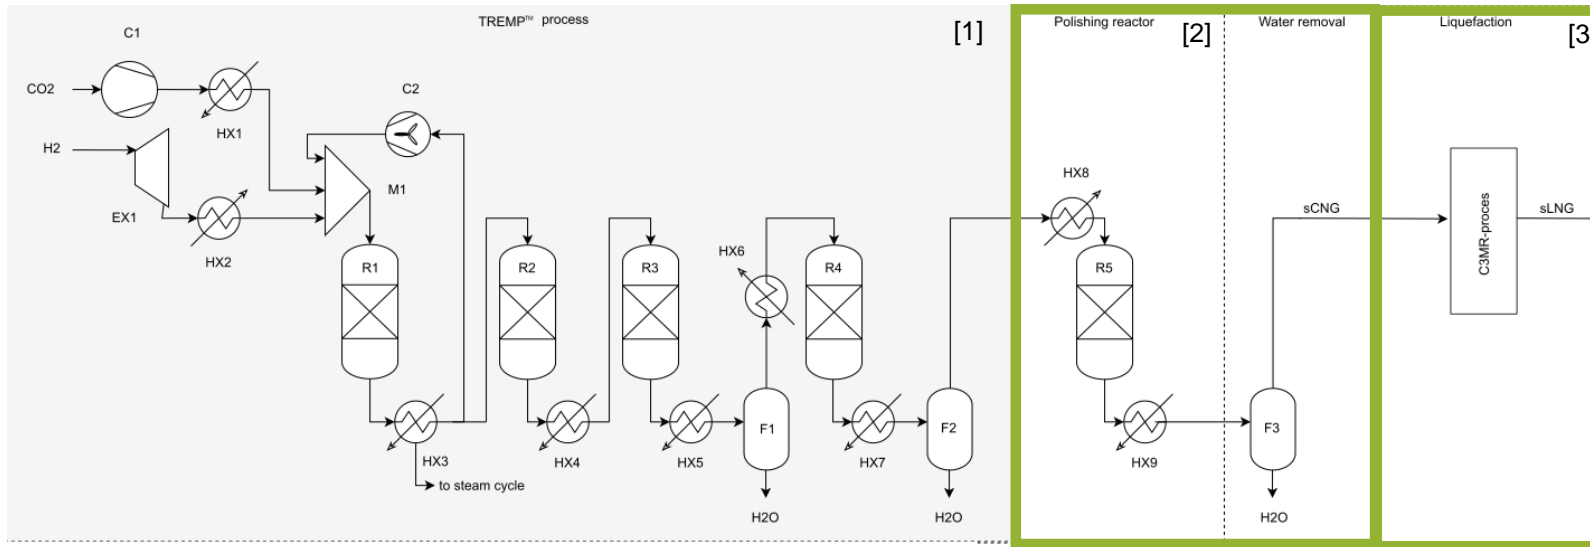 TREMP™ process
[1]
Polishing reactor
[2]
Water removal
Liquefaction
[3
C1
CO2
HX1
C2
H2
M1
EX1
HX2
R1
R2
R3
HX6
R4
HX8
R5
sCNG
C3MR-proces
sLNG
HX3
HX4
HX5
F1
HX7
F2
HX9
F3
to steam cycle
H2O
H2O
H2O